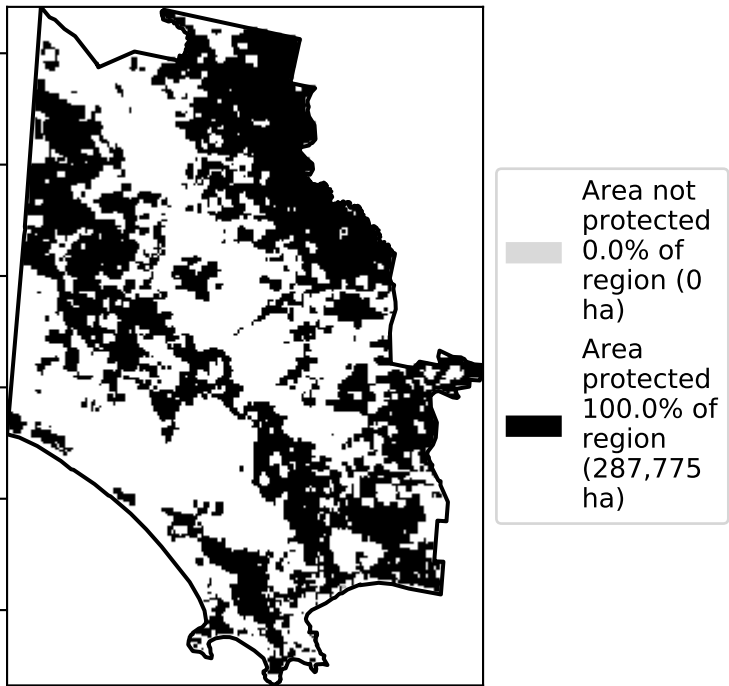 Area not
protected
0.0% of
region (0
ha)
Area
protected
100.0% of
region
(287,775
ha)